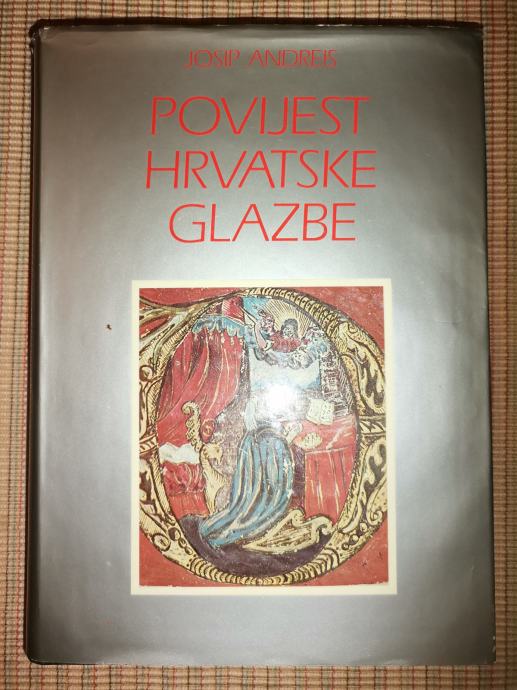 JOSIP ANDREIS
POVIJEST
HRVATSKE
GLAZBE